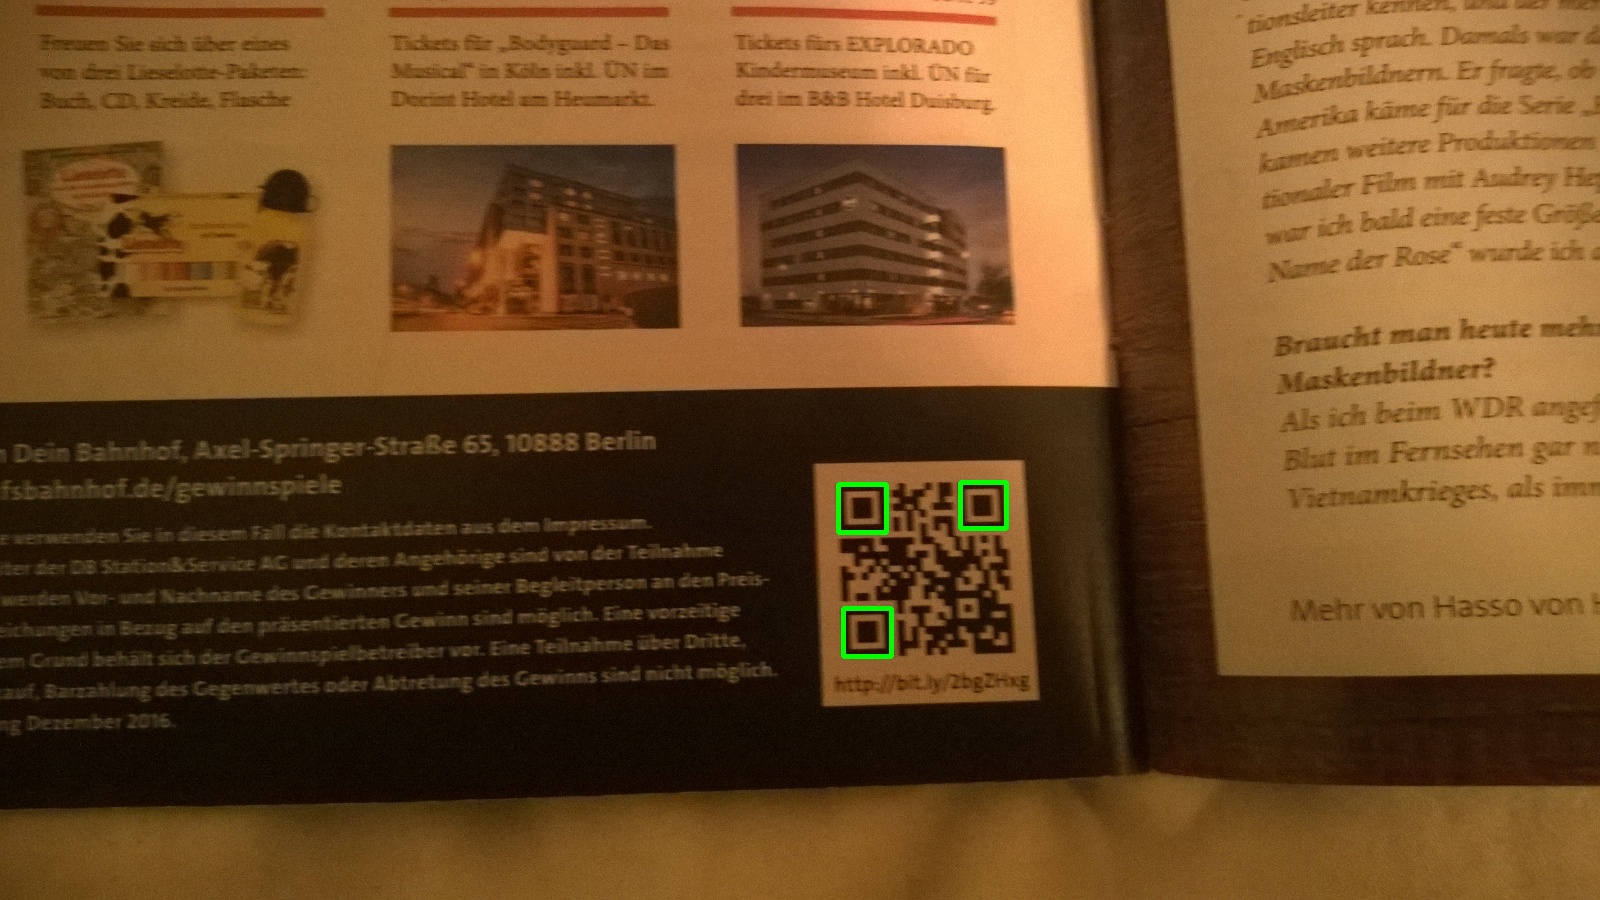 Freuen Sie sich über eines
von drei Lieselotte-Paketen:
Buch, CD, Kreide, Flasche
Tickets für „Bodyguard – Das
Musical“ in Köln inkl. ÜN im
Dorint Hotel am Heumarkt.
Tickets fürs EXPLORADO
Kindermuseum inkl. ÜN für
drei im B&B Hotel Duisburg.
Dein Bahnhof, Axel-Springer-Straße 65, 10888 Berlin
fsbahnhof.de/gewinnspiele
verwenden Sie in diesem Fall die Kontaktdaten aus dem Impressum.
iter der DB Station&Service AG und deren Angehörige sind von der Teilnahme
werden Vor- und Nachname des Gewinners und seiner Begleitperson an den Preis-
eichungen in Bezug auf den präsentierten Gewinn sind möglich. Eine vorzeitige
em Grund behält sich der Gewinnspielbetreiber vor. Eine Teilnahme über Dritte,
auf, Barzahlung des Gegenwertes oder Abtretung des Gewinns sind nicht möglich.
ng Dezember 2016.
http://bit.ly/2bgZHxg
tionsleiter kennen, und der
Englisch sprach. Damals war
Maskenbildnern. Er fragte, ob
Amerika käme für die Serie
kamen weitere Produktionen
tionaler Film mit Audrey Hep
war ich bald eine feste Größe
Name der Rose“ wurde ich
Braucht man heute mehr
Maskenbildner?
Als ich beim WDR angef
Blut im Fernsehen gar
Vietnamkrieges, als
Mehr von Hasso von